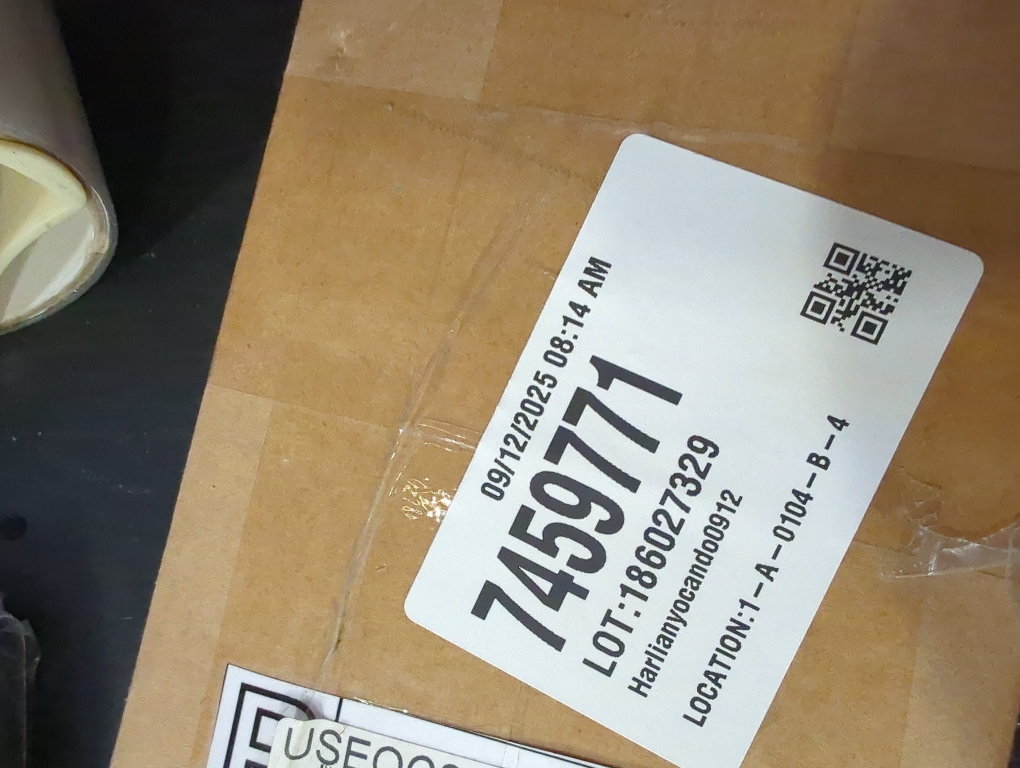 09/12/2025 08:14 AM
7459771
LOT:186027329
Harlianyocando0912
LOCATION:1-A-0104-B-4